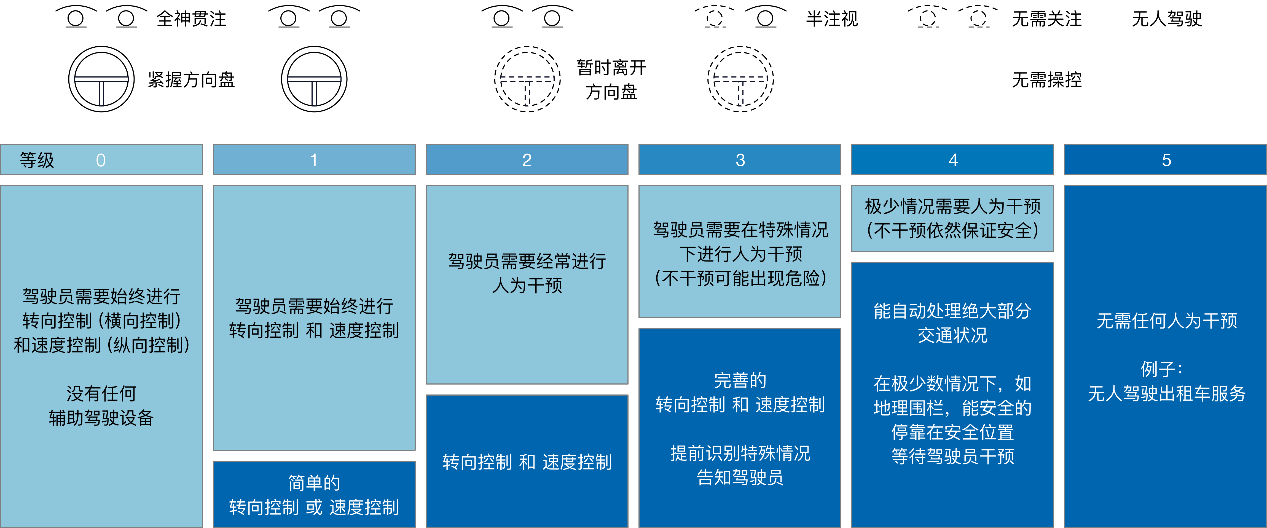 全神贯注
半注视
无需关注
无人驾驶
紧握方向盘
暂时离开
方向盘
无需操控
等级 0
1
2
3
4
5
驾驶员需要始终进行
转向控制（横向控制）
和速度控制（纵向控制）
没有任何
辅助驾驶设备
驾驶员需要始终进行
转向控制 和 速度控制
简单的
转向控制 或 速度控制
驾驶员需要经常进行
人为干预
转向控制 和 速度控制
驾驶员需要在特殊情况
下进行人为干预
（不干预可能出现危险）
完善的
转向控制 和 速度控制
提前识别特殊情况
告知驾驶员
极少情况需要人为干预
（不干预依然保证安全）
能自动处理绝大部分
交通状况
在极少数情况下，如
地理围栏，能安全的
停靠在安全位置
等待驾驶员干预
无需任何人为干预
例子：
无人驾驶出租车服务